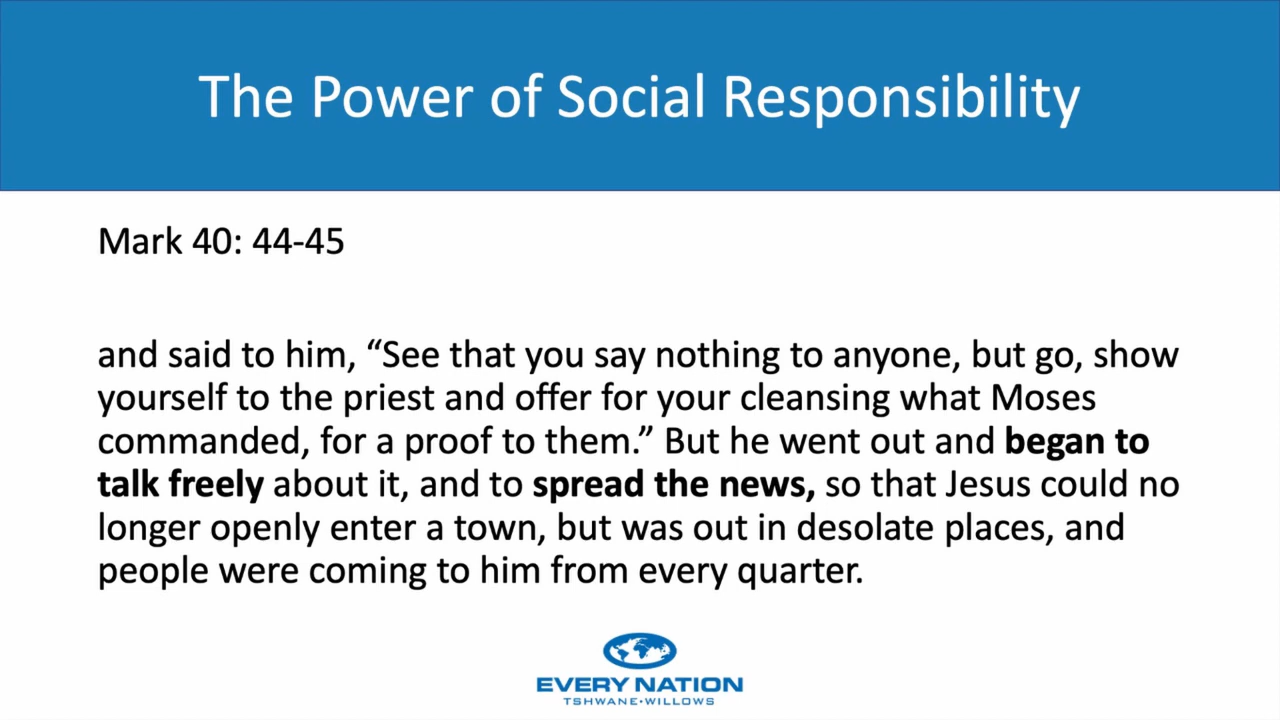 The Power of Social Responsibility
Mark 40: 44-45
and said to him, “See that you say nothing to anyone, but go, show
yourself to the priest and offer for your cleansing what Moses
commanded, for a proof to them.” But he went out and began to
talk freely about it, and to spread the news, so that Jesus could no
longer openly enter a town, but was out in desolate places, and
people were coming to him from every quarter.
EVERY NATION
TSHWANE•WILLOWS